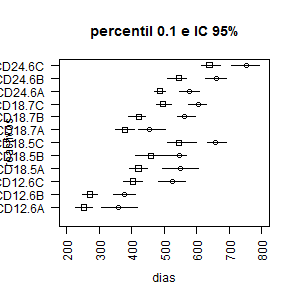 percentil 0.1 e IC 95%
CD24.6C
CD24.6B
CD24.6A
CD18.7C
CD18.7B
CD18.7A
CD18.5C
CD18.5B
CD18.5A
CD12.6C
CD12.6B
CD12.6A
200
300
400
500
600
700
800
dias